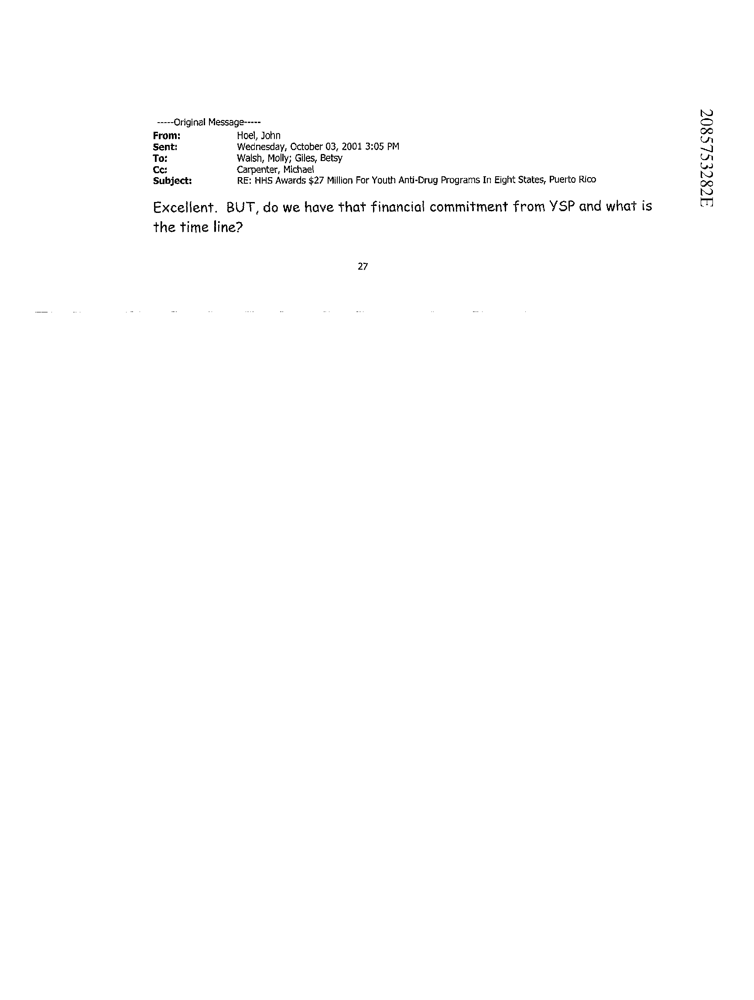 -----Original Message-----
From: Hoel, John
Sent: Wednesday, October 03, 2001 3:05 PM
To: Walsh, Molly; Giles, Betsy
Cc: Carpenter, Michael
Subject: RE: HHS Awards $27 Million For Youth Anti-Drug Programs In Eight States, Puerto Rico
Excellent. BUT, do we have that financial commitment from YSP and what is
the time line?
27
2085753282E